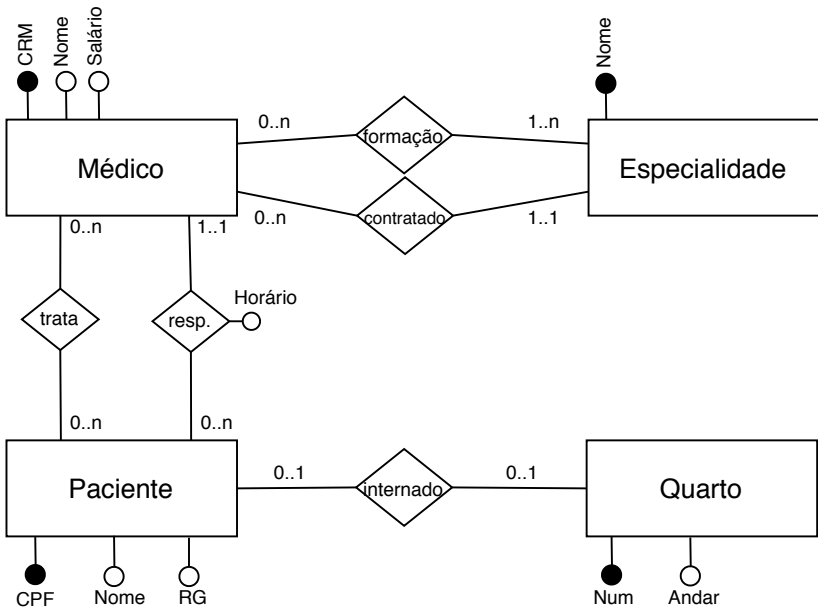 CRM
Nome
Salário
Nome
0..n
formação
1..n
Médico
Especialidade
0..n
contratado
1..1
0..n
1..1
trata
resp.
Horário
0..n
0..n
Paciente
0..1
internado
0..1
Quarto
CPF
Nome
RG
Num
Andar